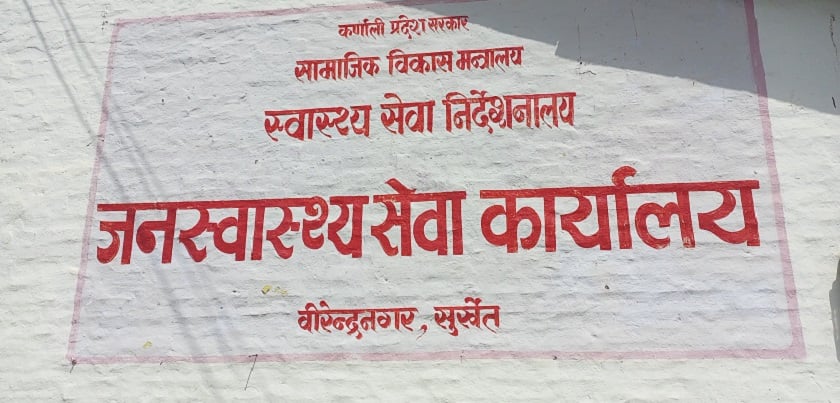 कर्णाली प्रदेश सरकार
सामाजिक विकास मन्त्रालय
स्वास्थ्य सेवा निर्देशनालय
जनस्वास्थ्य सेवा कार्यालय
वीरेन्द्रनगर, सुर्खेत